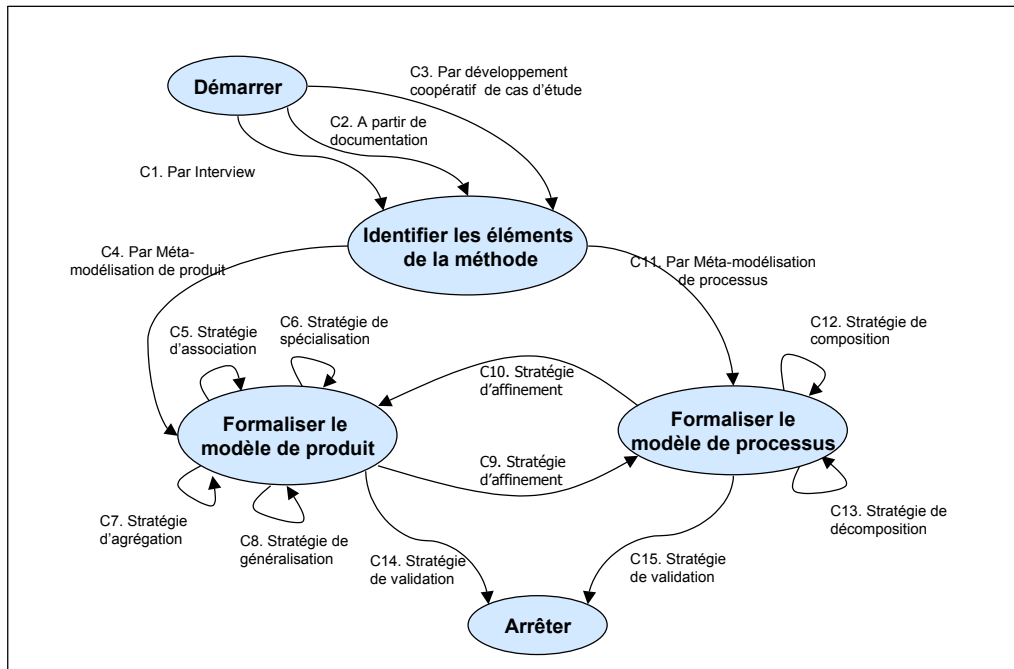 Démarrer
C3. Par développement
coopératif de cas d'étude
C2. A partir de
documentation
C1. Par Interview
Identifier les éléments
de la méthode
C4. Par Méta-
modélisation de produit
C11. Par Méta-modélisation
de processus
C5. Stratégie
d'association
C6. Stratégie de
spécialisation
C12. Stratégie de
composition
C10. Stratégie
d'affinement
Formaliser le
modèle de produit
Formaliser le
modèle de processus
C9. Stratégie
d'affinement
C7. Stratégie
d'agrégation
C8. Stratégie de
généralisation
C13. Stratégie de
décomposition
C14. Stratégie
de validation
C15. Stratégie
de validation
Arrêter